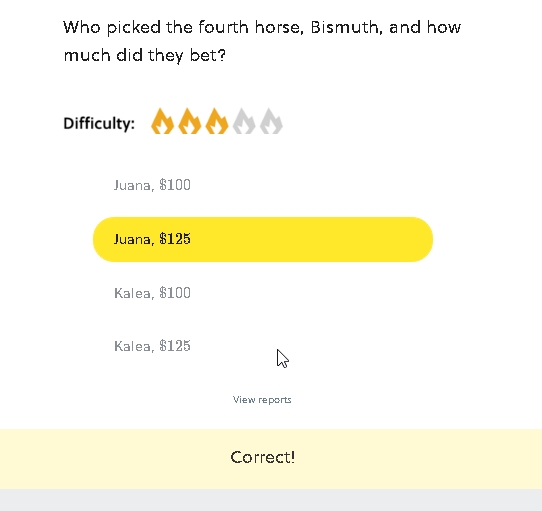 Who picked the fourth horse, Bismuth, and how
much did they bet?
Difficulty:
Juana, $100
Juana, $125
Kalea, $100
Kalea, $125
View reports
Correct!